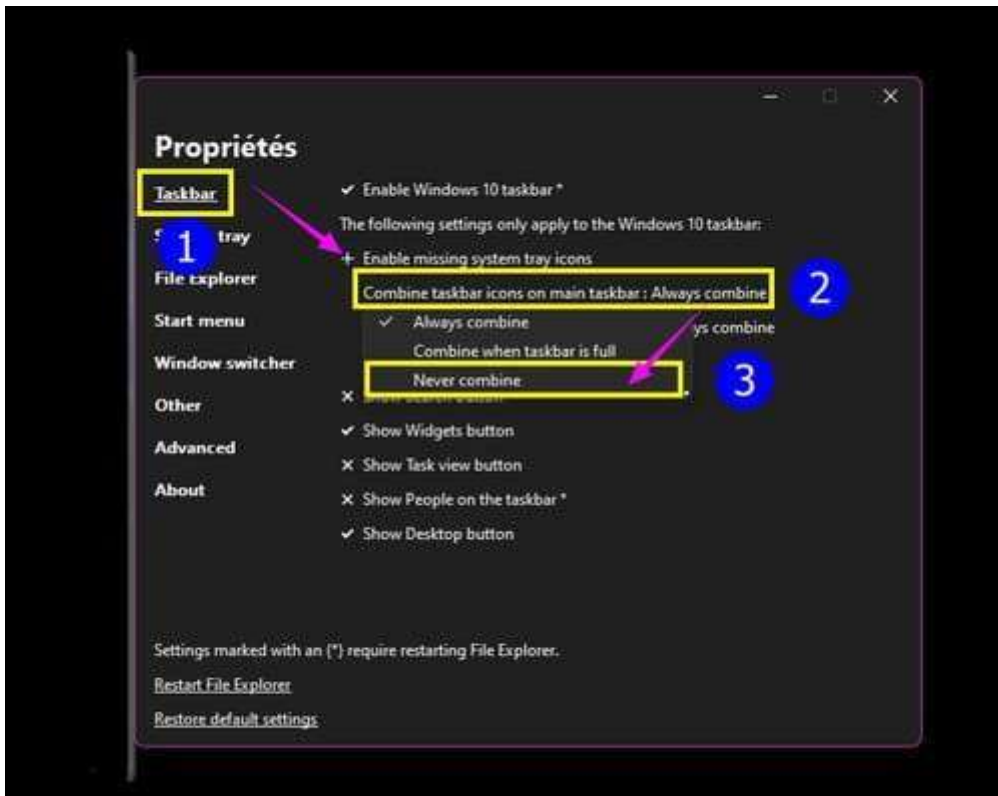 Propriétés
Taskbar
Enable Windows 10 taskbar *
The following settings only apply to the Windows 10 taskbar:
1
tray
Enable missing system tray icons
File Explorer
Combine taskbar icons on main taskbar : Always combine
2
Start menu
Always combine
ys combine
Window switcher
Combine when taskbar is full
Never combine
3
Other
Show Search button
Show Widgets button
Advanced
Show Task view button
About
Show People on the taskbar *
Show Desktop button
Settings marked with an (*) require restarting File Explorer.
Restart File Explorer
Restore default settings